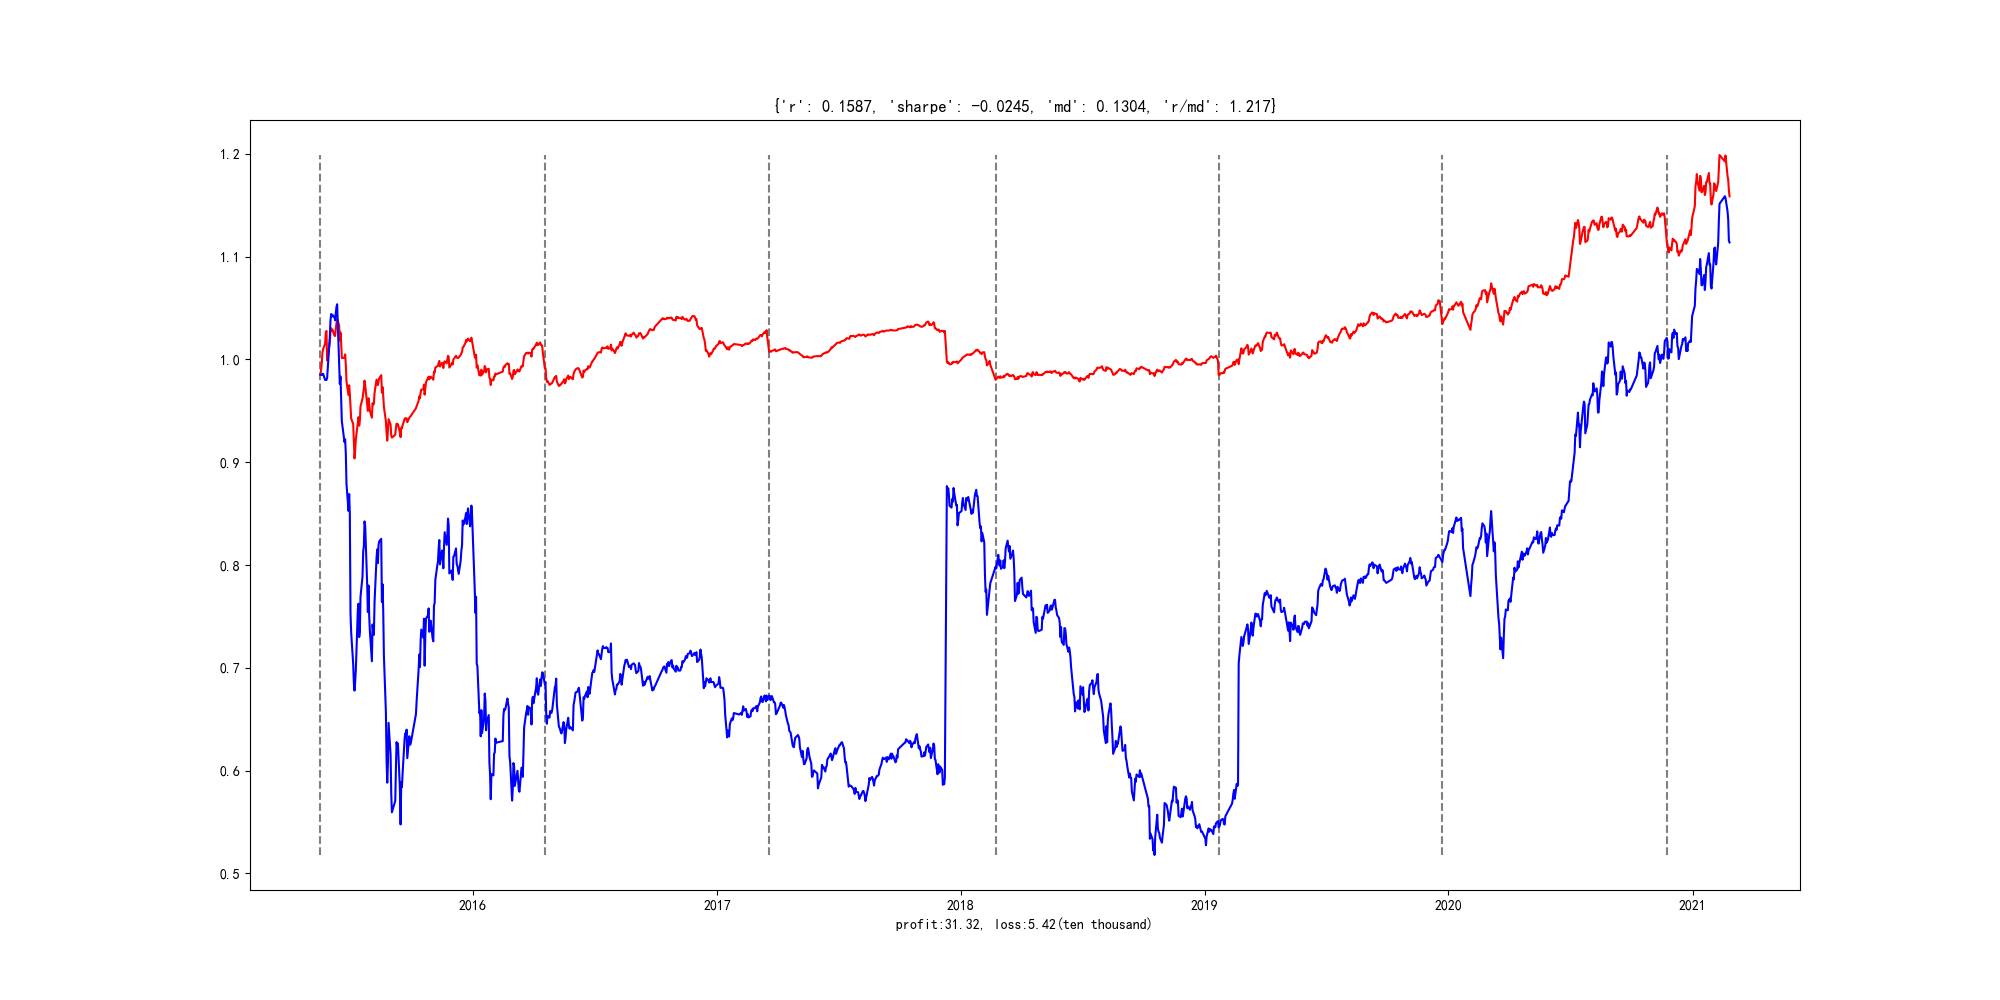 {'r': 0.1587, 'sharpe': -0.0245, 'md': 0.1304, 'r/md': 1.217}
1.2
1.1
1.0
0.9
0.8
0.7
0.6
0.5
2016 2017 2018 2019 2020 2021
profit:31.32, loss:5.42(ten thousand)